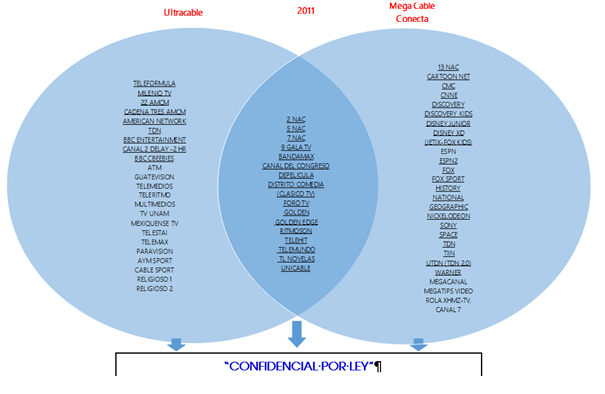 Ultracable
2011
Mega Cable
Conecta
TELEFORMULA
MILENIO TV
22 AMCM
CADENA TRES AMCM
AMERICAN NETWORK
TDN
BBC ENTERTAINMENT
CANAL 2 DELAY -2 HR
BBC CBEEBIES
ATM
GUATEVISION
TELEMEDIOS
TELERITMO
MULTIMEDIOS
TV UNAM
MEXIQUENSE TV
TELESTAI
TELEMAX
PARAVISION
AYM SPORT
CABLE SPORT
RELIGIOSO 1
RELIGIOSO 2
2 NAC
5 NAC
7 NAC
9 GALA TV
BANDAMAX
CANAL DEL CONGRESO
DEPELICULA
DISTRITO COMEDIA
(CLASICO TV)
FORO TV
GOLDEN
GOLDEN EDGE
RITMOSON
TELEHIT
TELEMUNDO
TL NOVELAS
UNICABLE
13 NAC
CARTOON NET
CMC
CNNE
DISCOVERY
DISCOVERY KIDS
DISNEY JUNIOR
DISNEY XD
(JETIX-FOX KIDS)
ESPN
ESPN2
FOX
FOX SPORT
HISTORY
NATIONAL
GEOGRAPHIC
NICKELODEON
SONY
SPACE
TDN
TIIN
UTDN (TDN 2.0)
WARNER
MEGACANAL
MEGATIPS VIDEO
ROLA XHMZ-TV,
CANAL 7
“CONFIDENCIAL·POR·LEY”¶